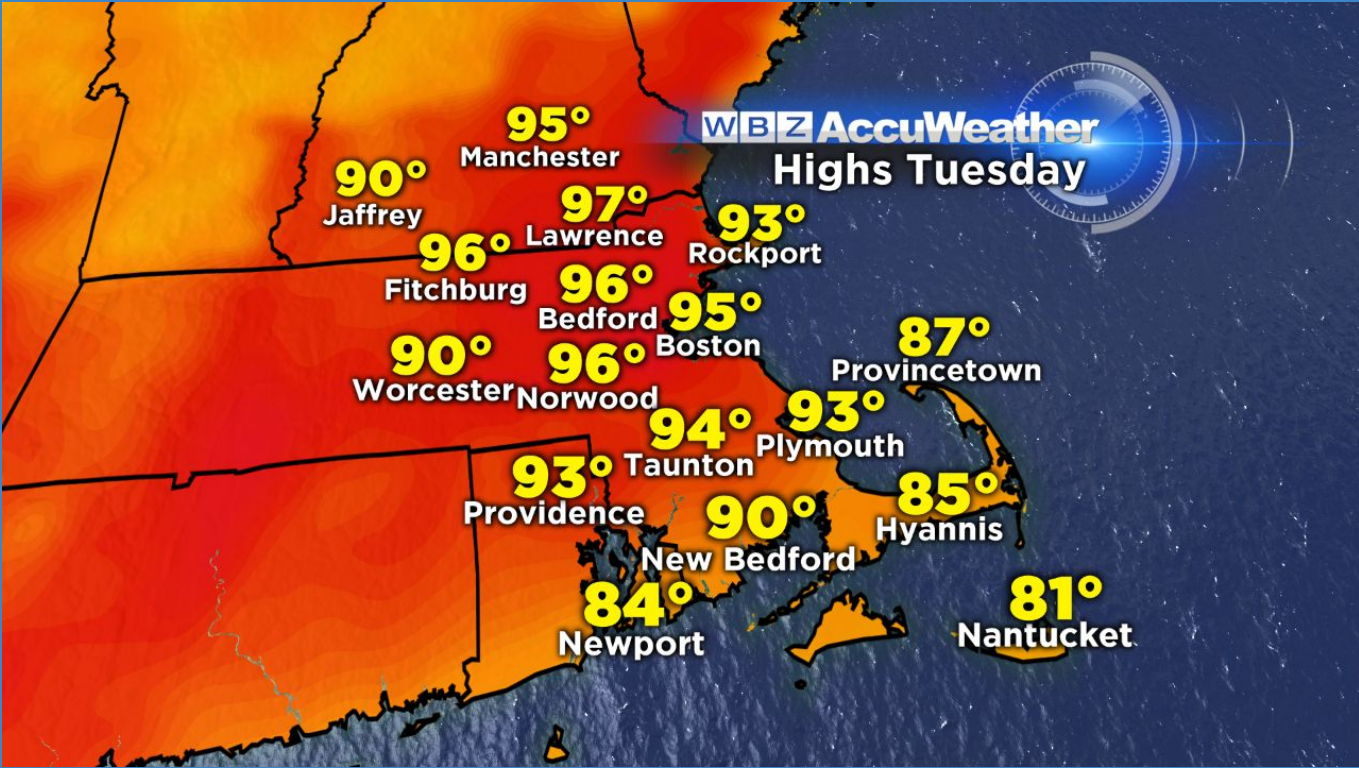 WBZ AccuWeather
Highs Tuesday
95°
Manchester
90°
Jaffrey
97°
Lawrence
93°
Rockport
96°
Fitchburg
96°
Bedford
95°
Boston
87°
Provincetown
90°
Worcester
96°
Norwood
93°
Plymouth
94°
Taunton
93°
Providence
85°
Hyannis
90°
New Bedford
84°
Newport
81°
Nantucket